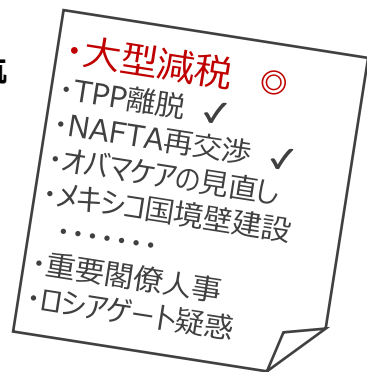 ・大型減税 ◎
・TPP離脱 ✓
・NAFTA再交渉 ✓
・オバマケアの見直し
・メキシコ国境壁建設
・・・・・・・
・重要閣僚人事
・ロシアゲート疑惑